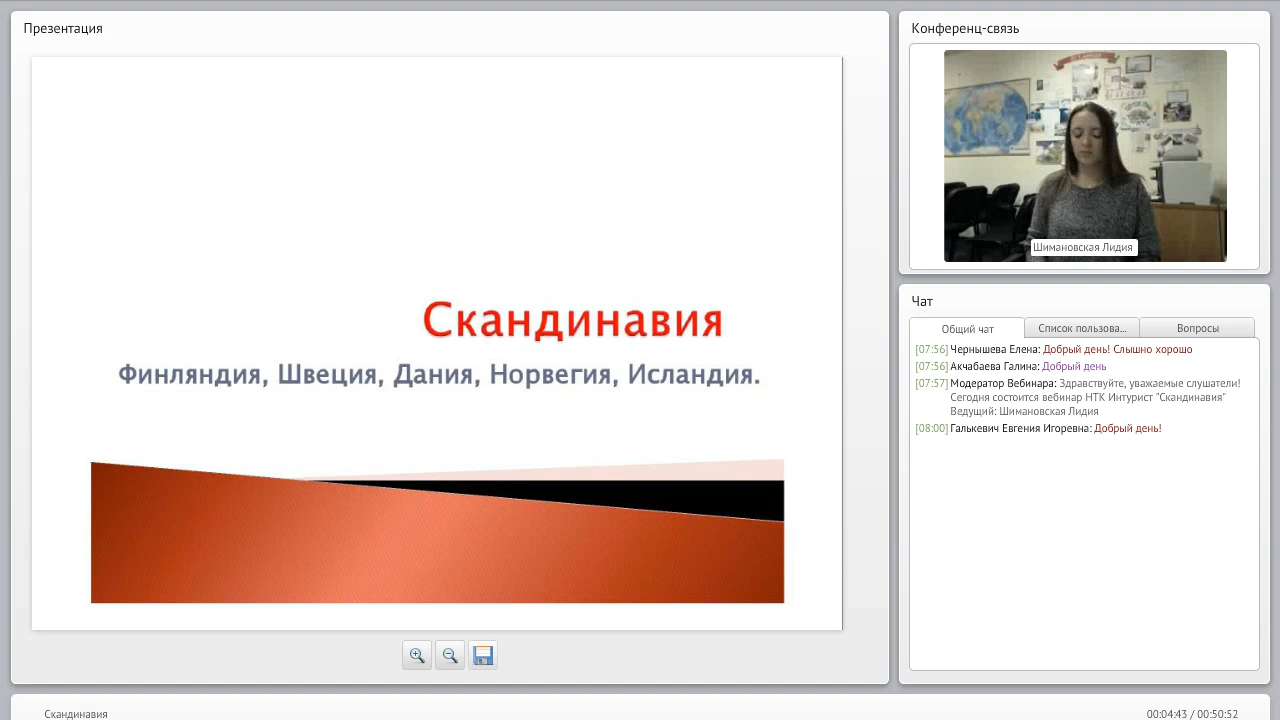 Презентация
Скандинавия
Финляндия, Швеция, Дания, Норвегия, Исландия.
Конференц-связь
Шимановская Лидия
Чат
Общий чат
Список пользова...
Вопросы
[07:56] Чернышева Елена: Добрый день! Слышно хорошо
[07:56] Акчабаева Галина: Добрый день
[07:57] Модератор Вебинара: Здравствуйте, уважаемые слушатели!
Сегодня состоится вебинар НТК Интурист "Скандинавия"
Ведущий: Шимановская Лидия
[08:00] Галькевич Евгения Игоревна: Добрый день!
Скандинавия
00:04:43 / 00:50:52